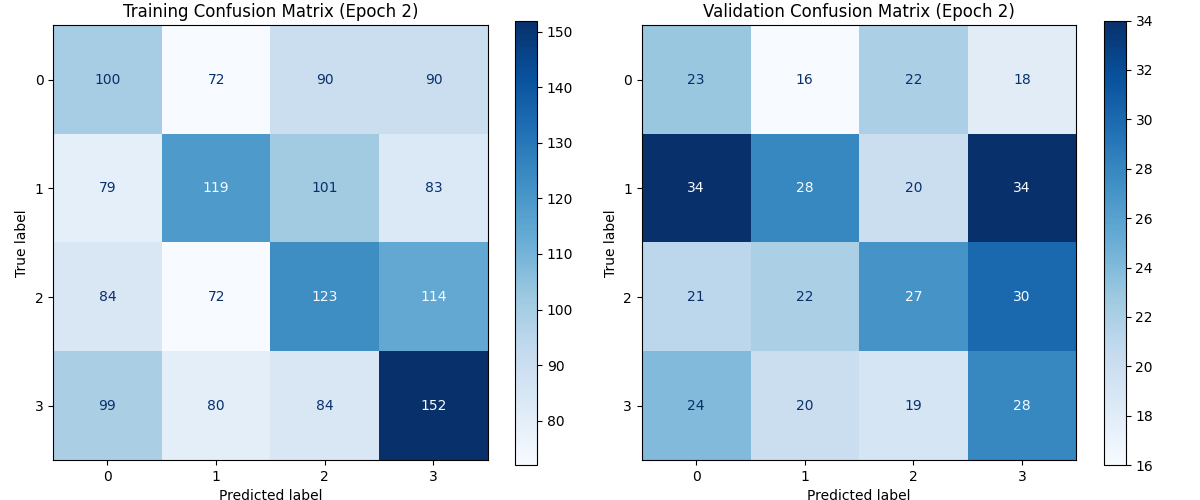 Training Confusion Matrix (Epoch 2)
True label
0 100 72 90 90
1 79 119 101 83
2 84 72 123 114
3 99 80 84 152
0 1 2 3
Predicted label
150
140
130
120
110
100
90
80
Validation Confusion Matrix (Epoch 2)
True label
0 23 16 22 18
1 34 28 20 34
2 21 22 27 30
3 24 20 19 28
0 1 2 3
Predicted label
34
32
30
28
26
24
22
20
18
16